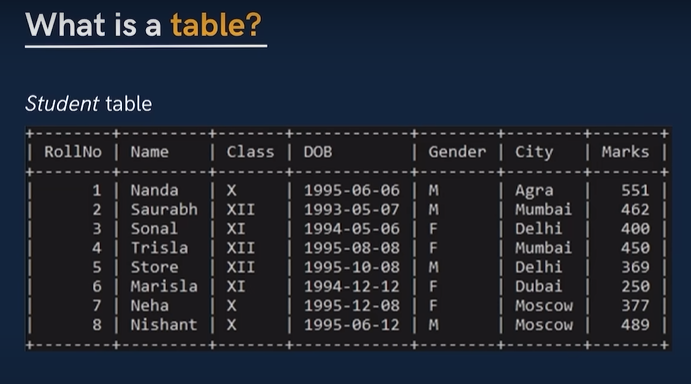 What is a table?
Student table
RollNo | Name | Class | DOB | Gender | City | Marks
1 | Nanda | X | 1995-06-06 | M | Agra | 551
2 | Saurabh | XII | 1993-05-07 | M | Mumbai | 462
3 | Sonal | XI | 1994-05-06 | F | Delhi | 400
4 | Trisla | XII | 1995-08-08 | F | Mumbai | 450
5 | Store | XII | 1995-10-08 | M | Delhi | 369
6 | Marisla | XI | 1994-12-12 | F | Dubai | 250
7 | Neha | X | 1995-12-08 | F | Moscow | 377
8 | Nishant | X | 1995-06-12 | M | Moscow | 489